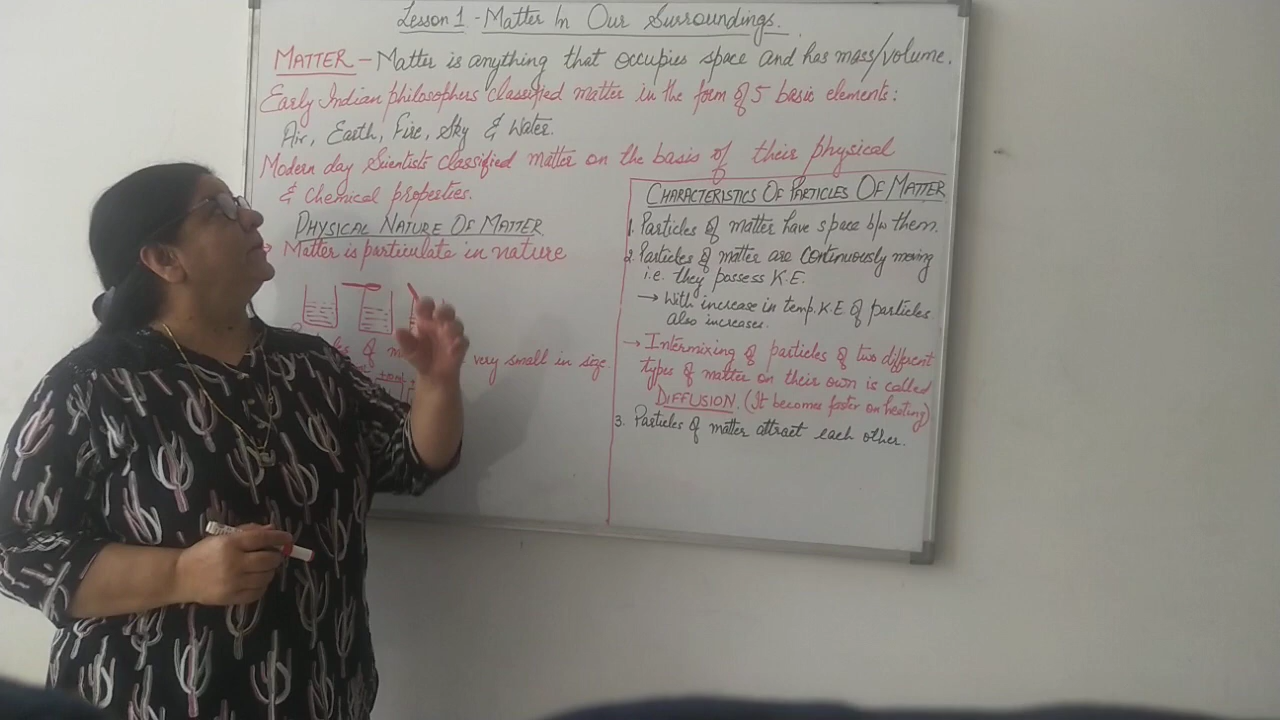 Lesson 1 - Matter In Our Surroundings.
MATTER - Matter is anything that occupies space and has mass/volume.
Early Indian philosophers classified matter in the form of 5 basic elements:
Air, Earth, Fire, Sky & Water.
Modern day Scientists classified matter on the basis of their physical
& chemical properties.
PHYSICAL NATURE OF MATTER
→ Matter is particulate in nature
of very small in size.
CHARACTERISTICS OF PARTICLES OF MATTER
1. Particles of matter have space b/w them.
2. Particles of matter are continuously moving
i.e. they possess K.E.
→ With increase in temp. K.E of particles
also increases.
→ Intermixing of particles of two different
types of matter on their own is called
DIFFUSION. (It becomes faster on heating)
3. Particles of matter attract each other.